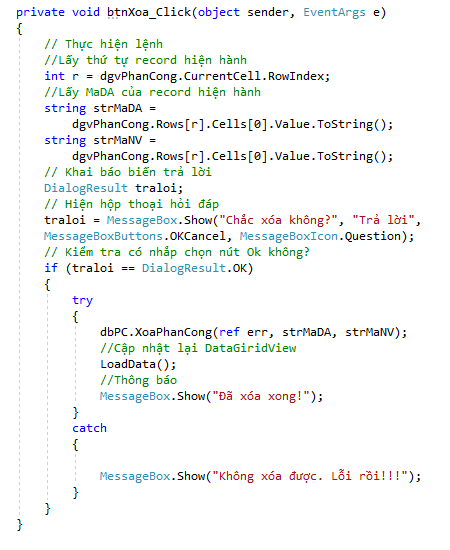 private void btnXoa_Click(object sender, EventArgs e)
{
// Thực hiện lệnh
//Lấy thứ tự record hiện hành
int r = dgvPhanCong.CurrentCell.RowIndex;
//Lấy MaDA của record hiện hành
string strMaDA =
dgvPhanCong.Rows[r].Cells[0].Value.ToString();
string strMaNV =
dgvPhanCong.Rows[r].Cells[0].Value.ToString();
// Khai báo biến trả lời
DialogResult traloi;
// Hiện hộp thoại hỏi đáp
traloi = MessageBox.Show("Chắc xóa không?", "Trả lời",
MessageBoxButtons.OKCancel, MessageBoxIcon.Question);
// Kiểm tra có nhắp chọn nút Ok không?
if (traloi == DialogResult.OK)
{
try
{
dbPC.XoaPhanCong(ref err, strMaDA, strMaNV);
//Cập nhật lại DataGiridView
LoadData();
//Thông báo
MessageBox.Show("Đã xóa xong!");
}
catch
{
MessageBox.Show("Không xóa được. Lỗi rồi!!!");
}
}
}